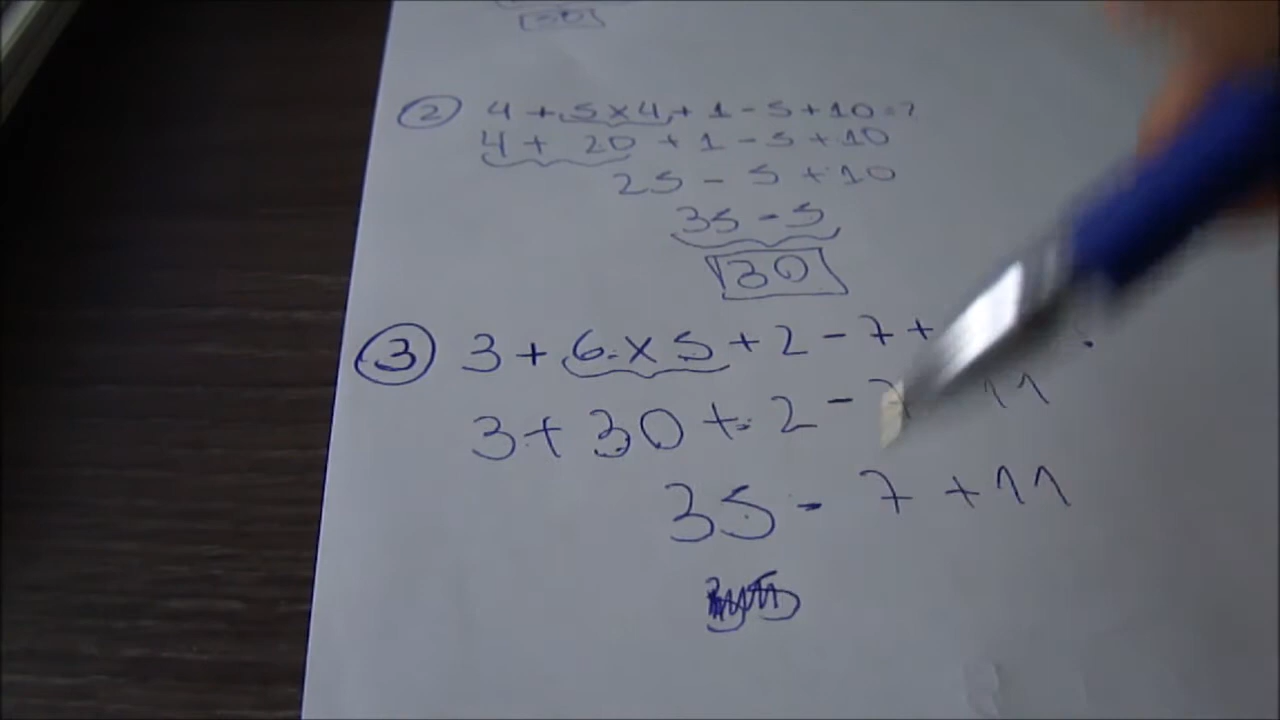 30
2 4 + 5 x 4 + 1 - 5 + 10 = ?
4 + 20 + 1 - 5 + 10
25 - 5 + 10
35 - 5
30
3 3 + 6 x 5 + 2 - 7 +
3 + 30 + 2 - 7 11
35 - 7 + 11